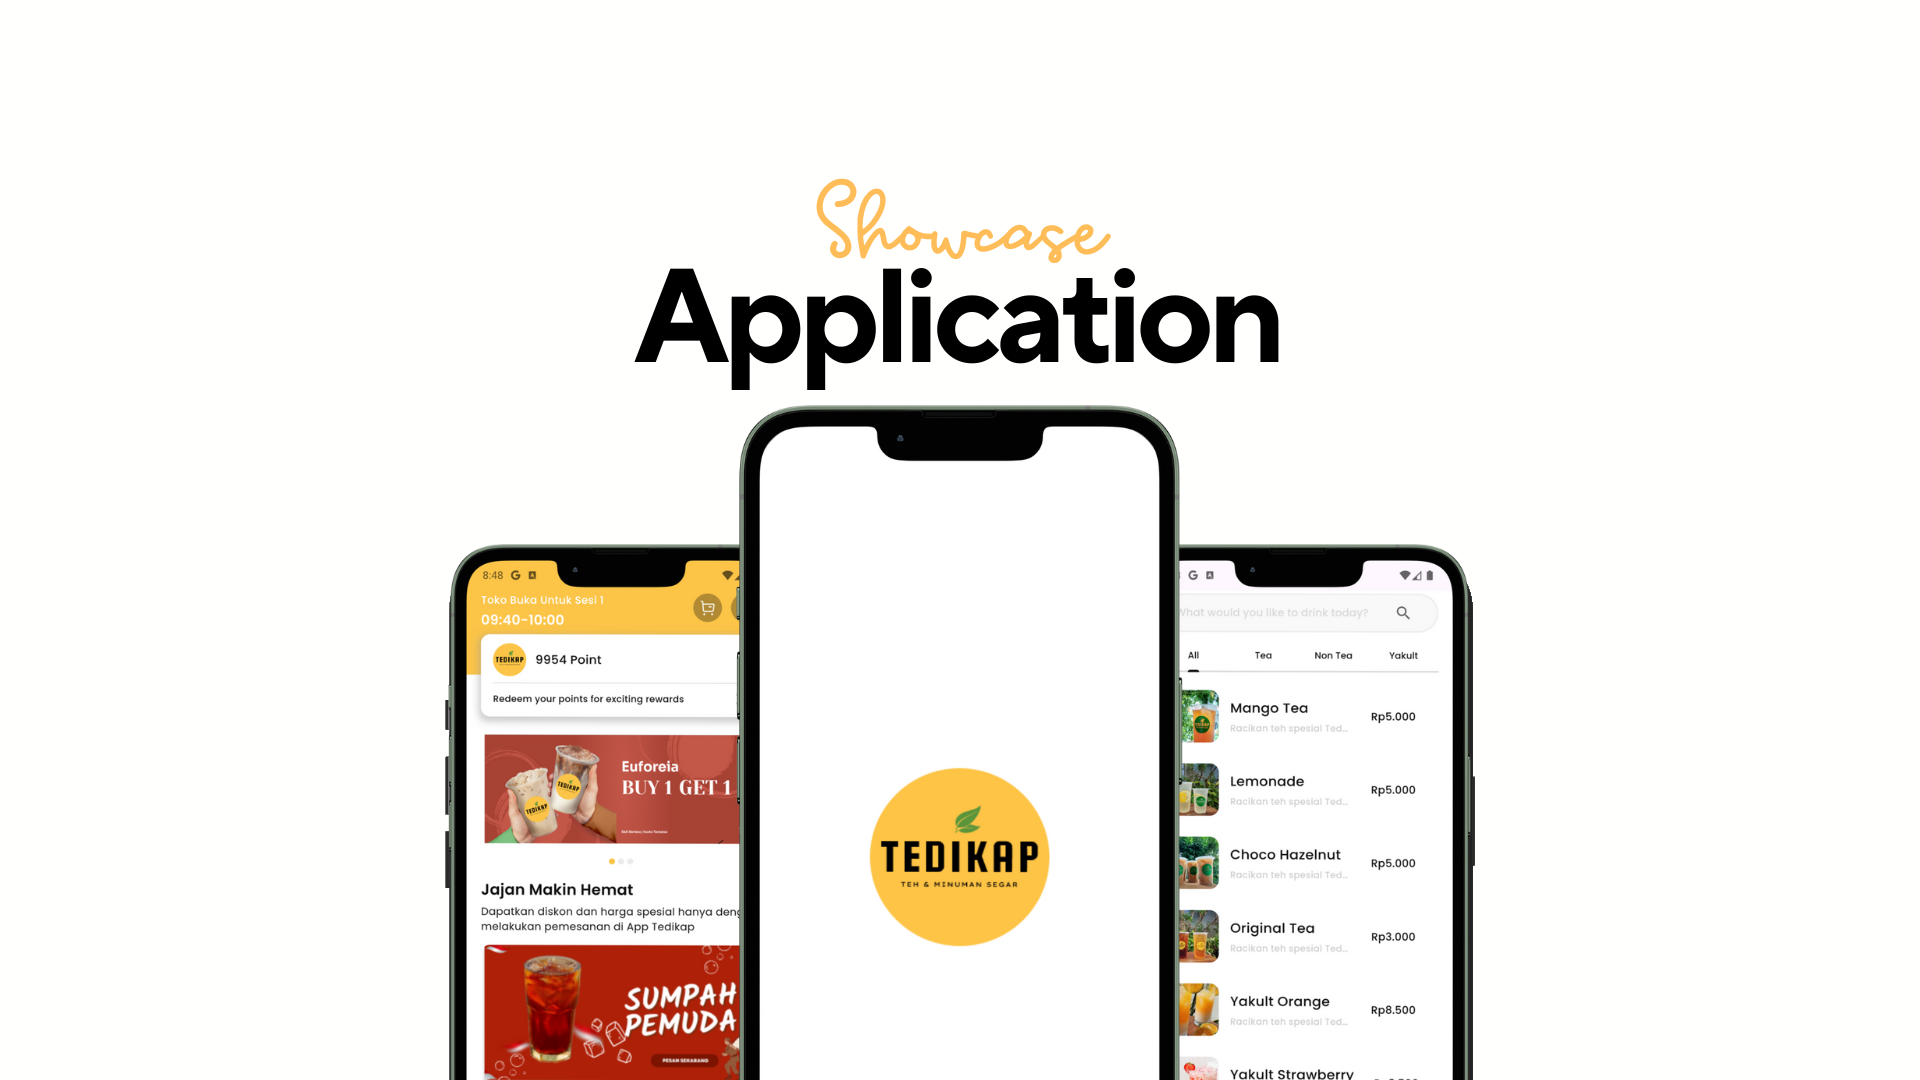 Showcase
Application
8:48
Toko Buka Untuk Sesi 1
09:40-10:00
TEDIKAP
9954 Point
Redeem your points for exciting rewards
Euforeia
BUY 1 GET 1
TEDIKAP
TEDIKAP
Jajan Makin Hemat
Dapatkan diskon dan harga spesial hanya deng
melakukan pemesanan di App Tedikap
SUMPAH
PEMUDA
PESAN SEKARANG
TEDIKAP
TEH & MINUMAN SEGAR
What would you like to drink today?
All Tea Non Tea Yakult
Mango Tea
Racikan teh spesial Ted...
Rp5.000
Lemonade
Racikan teh spesial Ted...
Rp5.000
Choco Hazelnut
Racikan teh spesial Ted...
Rp5.000
Original Tea
Racikan teh spesial Ted...
Rp3.000
Yakult Orange
Racikan teh spesial Ted...
Rp8.500
Yakult Strawberry